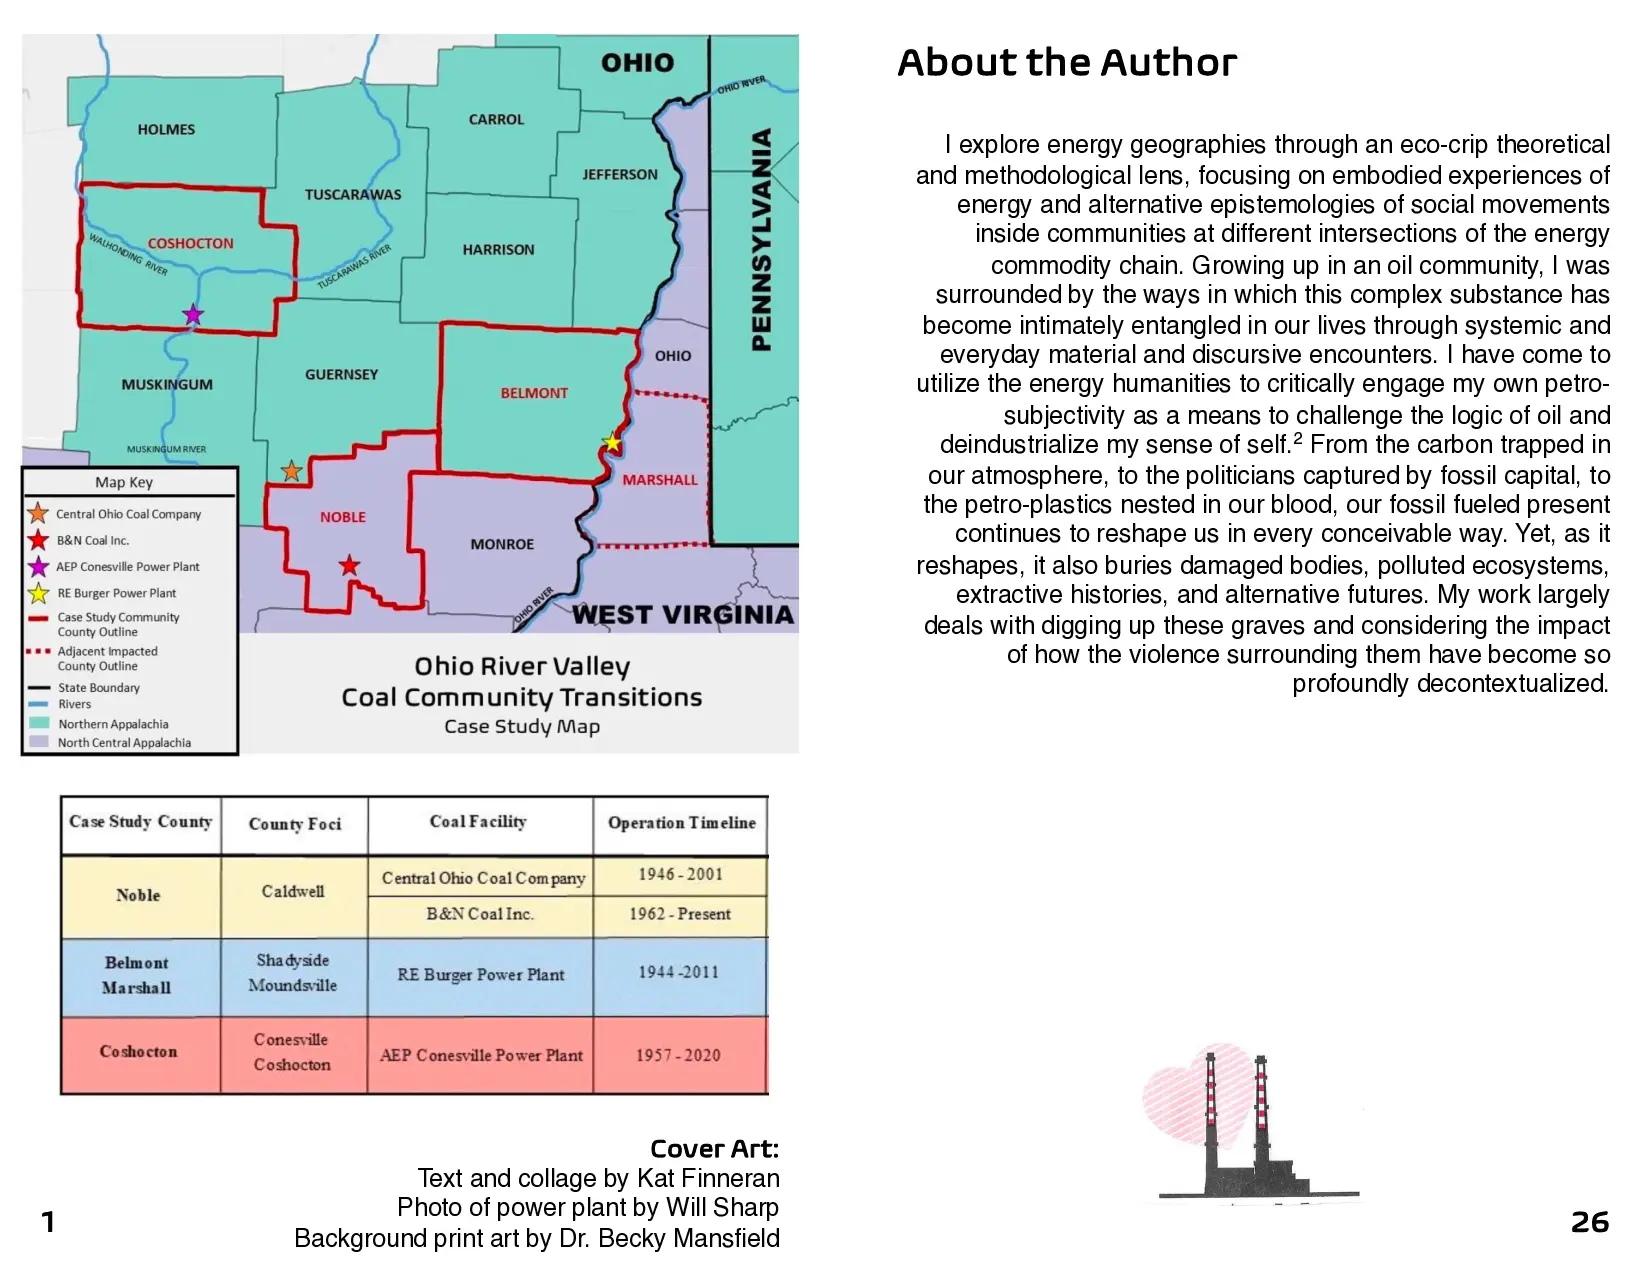 OHIO
OHIO RIVER
HOLMES
CARROL
PENNSYLVANIA
JEFFERSON
TUSCARAWAS
COSHOCTON
WALHONDING RIVER
TUSCARAWAS RIVER
HARRISON
OHIO
MUSKINGUM
GUERNSEY
BELMONT
MUSKINGUM RIVER
MARSHALL
NOBLE
MONROE
OHIO RIVER
WEST VIRGINIA
Map Key
Central Ohio Coal Company
B&N Coal Inc.
AEP Conesville Power Plant
RE Burger Power Plant
Case Study Community
County Outline
Adjacent Impacted
County Outline
State Boundary
Rivers
Northern Appalachia
North Central Appalachia
Ohio River Valley
Coal Community Transitions
Case Study Map
Case Study County County Foci Coal Facility Operation Timeline
Noble Caldwell Central Ohio Coal Company 1946 - 2001
B&N Coal Inc. 1962 - Present
Belmont Marshall Shadyside Moundsville RE Burger Power Plant 1944 -2011
Coshocton Conesville Coshocton AEP Conesville Power Plant 1957 - 2020
Cover Art:
Text and collage by Kat Finneran
Photo of power plant by Will Sharp
Background print art by Dr. Becky Mansfield
1
About the Author
I explore energy geographies through an eco-crip theoretical
and methodological lens, focusing on embodied experiences of
energy and alternative epistemologies of social movements
inside communities at different intersections of the energy
commodity chain. Growing up in an oil community, I was
surrounded by the ways in which this complex substance has
become intimately entangled in our lives through systemic and
everyday material and discursive encounters. I have come to
utilize the energy humanities to critically engage my own petro-
subjectivity as a means to challenge the logic of oil and
deindustrialize my sense of self.² From the carbon trapped in
our atmosphere, to the politicians captured by fossil capital, to
the petro-plastics nested in our blood, our fossil fueled present
continues to reshape us in every conceivable way. Yet, as it
reshapes, it also buries damaged bodies, polluted ecosystems,
extractive histories, and alternative futures. My work largely
deals with digging up these graves and considering the impact
of how the violence surrounding them have become so
profoundly decontextualized.
26